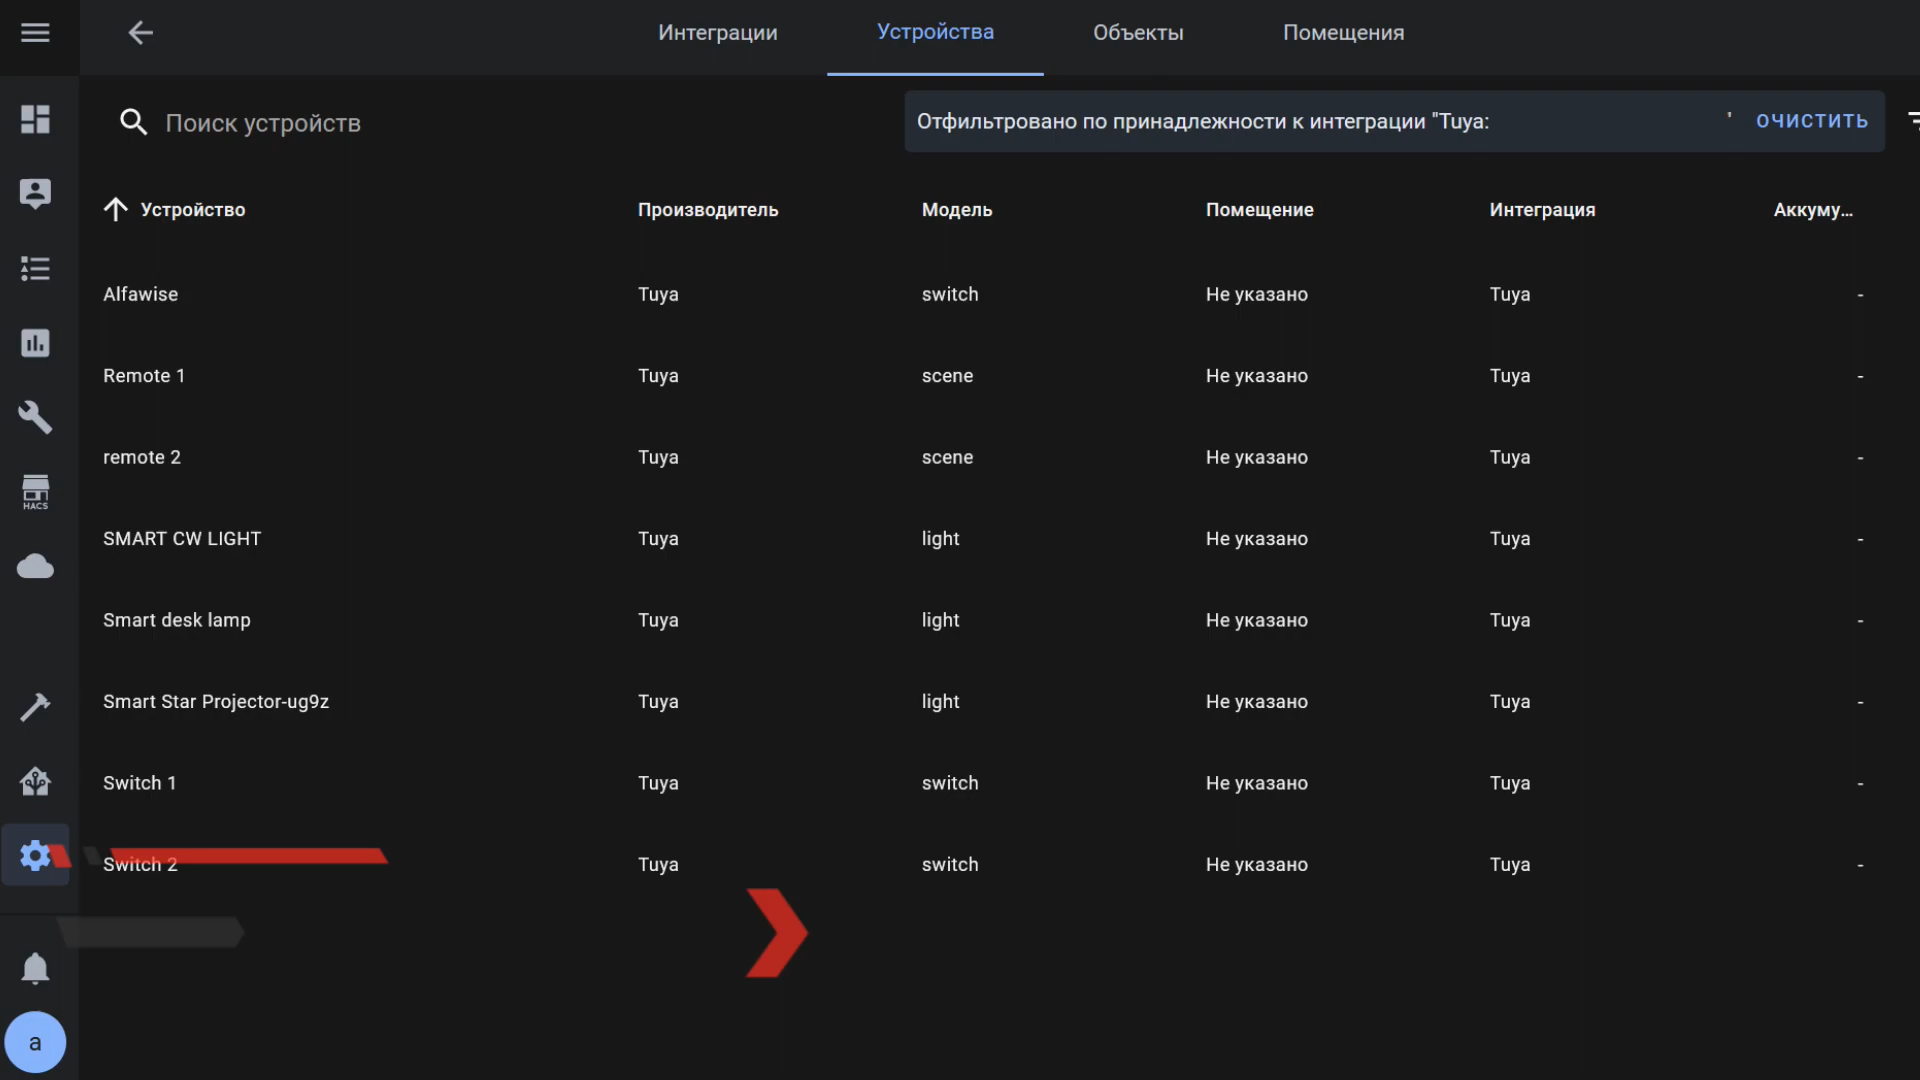 Интеграции
Устройства
Объекты
Помещения
Поиск устройств
Отфильтровано по принадлежности к интеграции "Tuya: '
ОЧИСТИТЬ
Устройство Производитель Модель Помещение Интеграция Аккуму...
Alfawise Tuya switch Не указано Tuya -
Remote 1 Tuya scene Не указано Tuya -
remote 2 Tuya scene Не указано Tuya -
HACS
SMART CW LIGHT Tuya light Не указано Tuya -
Smart desk lamp Tuya light Не указано Tuya -
Smart Star Projector-ug9z Tuya light Не указано Tuya -
Switch 1 Tuya switch Не указано Tuya -
Switch 2 Tuya switch Не указано Tuya -
a